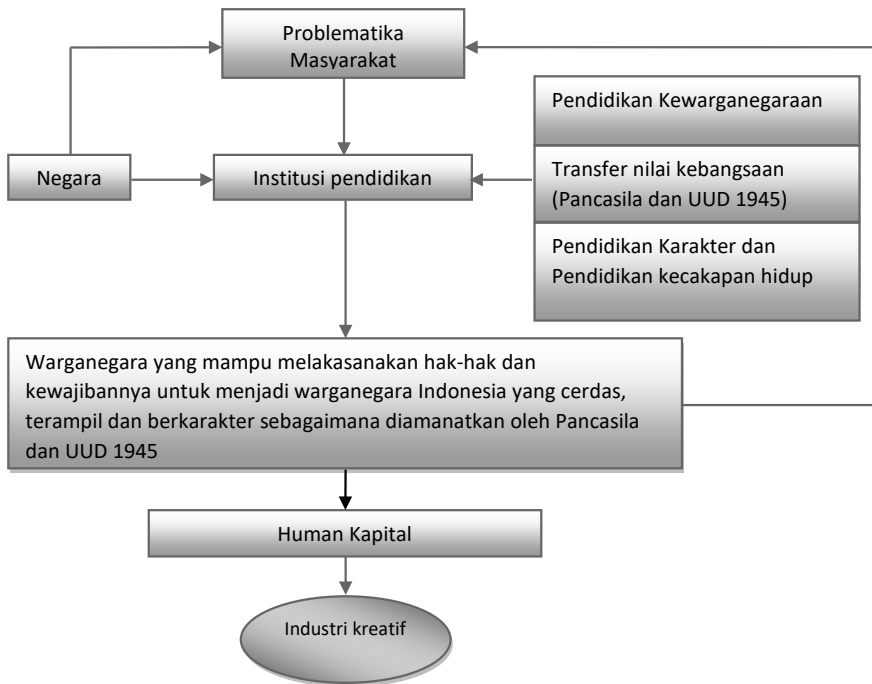 Problematika
Masyarakat
Pendidikan Kewarganegaraan
Negara
Institusi pendidikan
Transfer nilai kebangsaan
(Pancasila dan UUD 1945)
Pendidikan Karakter dan
Pendidikan kecakapan hidup
Warganegara yang mampu melakasanakan hak-hak dan
kewajibannya untuk menjadi warganegara Indonesia yang cerdas,
terampil dan berkarakter sebagaimana diamanatkan oleh Pancasila
dan UUD 1945
Human Kapital
Industri kreatif